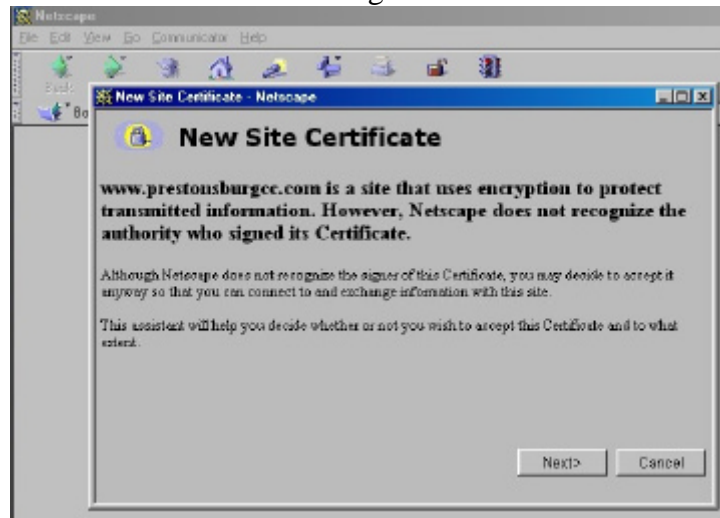 Netscape
File Edit View Go Communicator Help
Back
Bo
New Site Certificate - Netscape
New Site Certificate
www.prestonsburgcc.com is a site that uses encryption to protect
transmitted information. However, Netscape does not recognize the
authority who signed its Certificate.
Although Netscape does not recognize the signer of this Certificate, you may decide to accept it
anyway so that you can connect to and exchange information with this site.
This assistant will help you decide whether or not you wish to accept this Certificate and to what
extent.
Next> Cancel